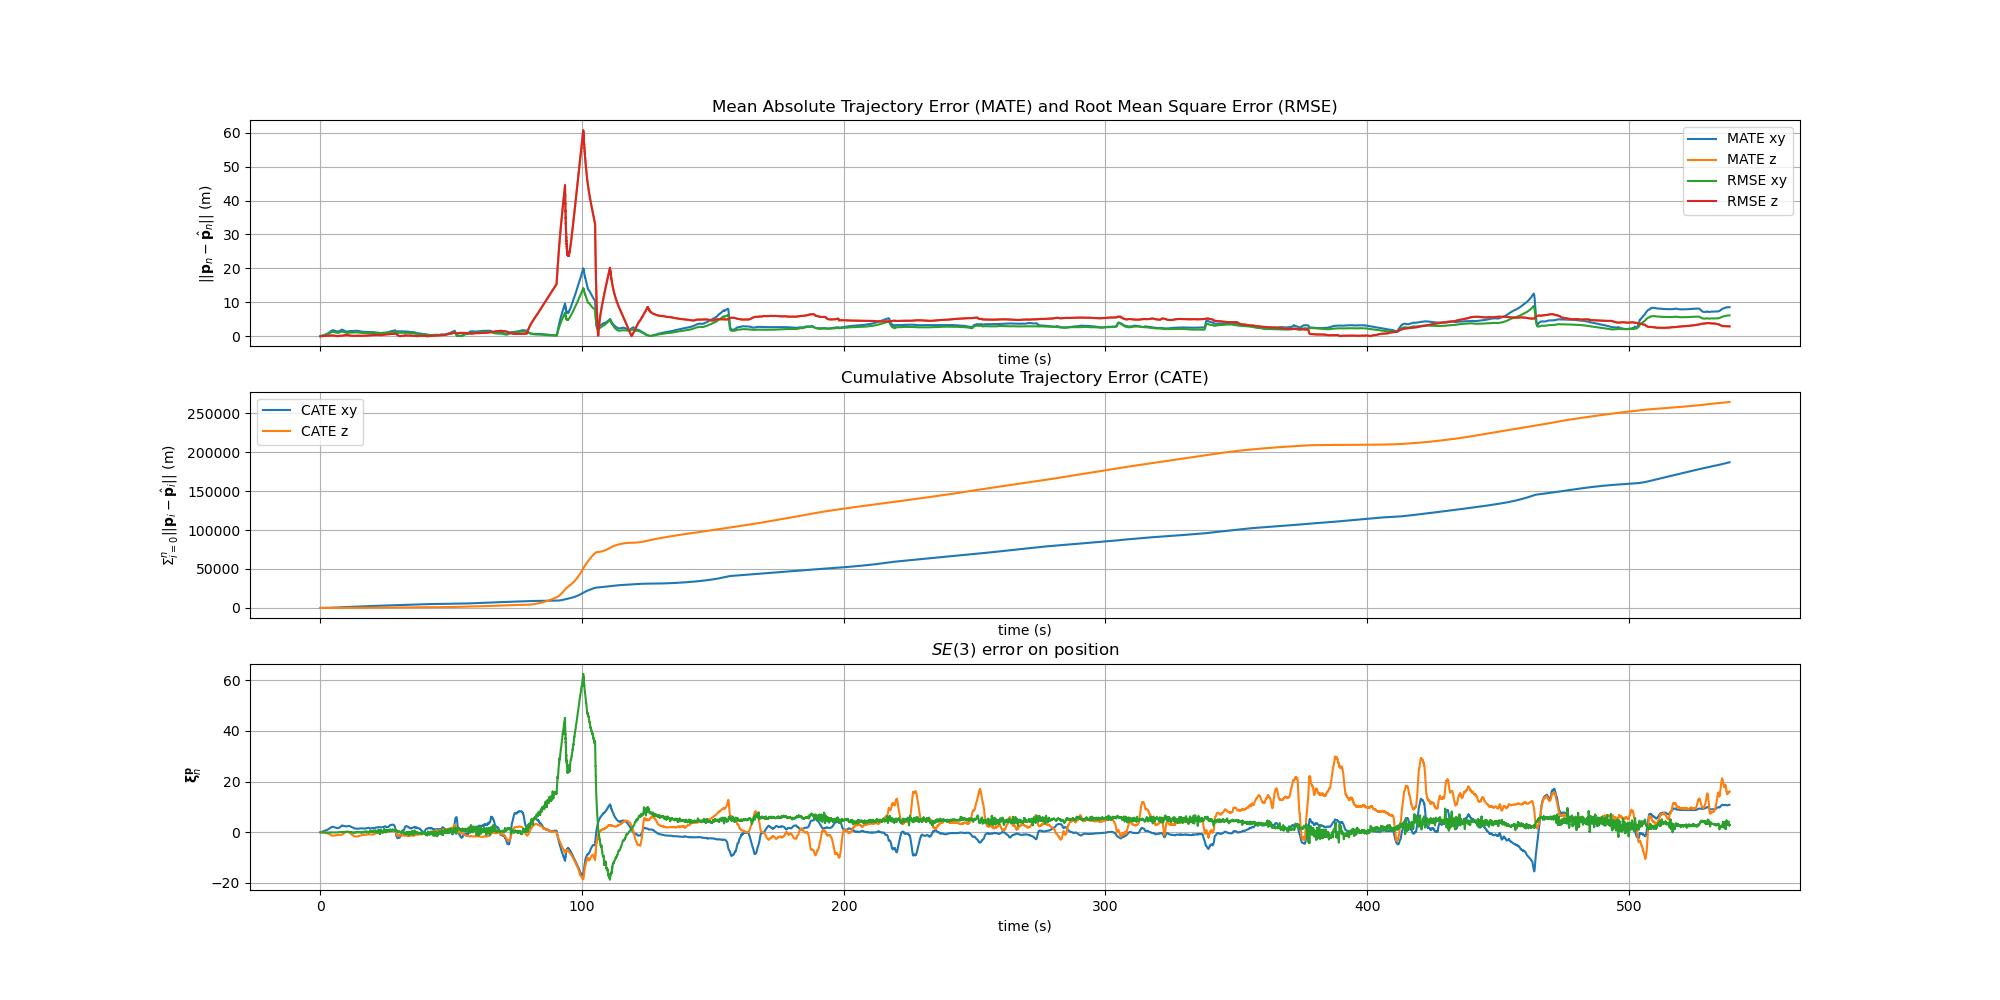 Mean Absolute Trajectory Error (MATE) and Root Mean Square Error (RMSE)
60
50
40
30
20
10
0
||𝐩ₙ − 𝐩̂ₙ|| (m)
MATE xy
MATE z
RMSE xy
RMSE z
time (s)
Cumulative Absolute Trajectory Error (CATE)
250000
200000
150000
100000
50000
0
Σⁿᵢ₌₀||𝐩ᵢ − 𝐩̂ᵢ|| (m)
CATE xy
CATE z
time (s)
SE(3) error on position
60
40
20
0
−20
𝛏ₙᵖ
0 100 200 300 400 500
time (s)